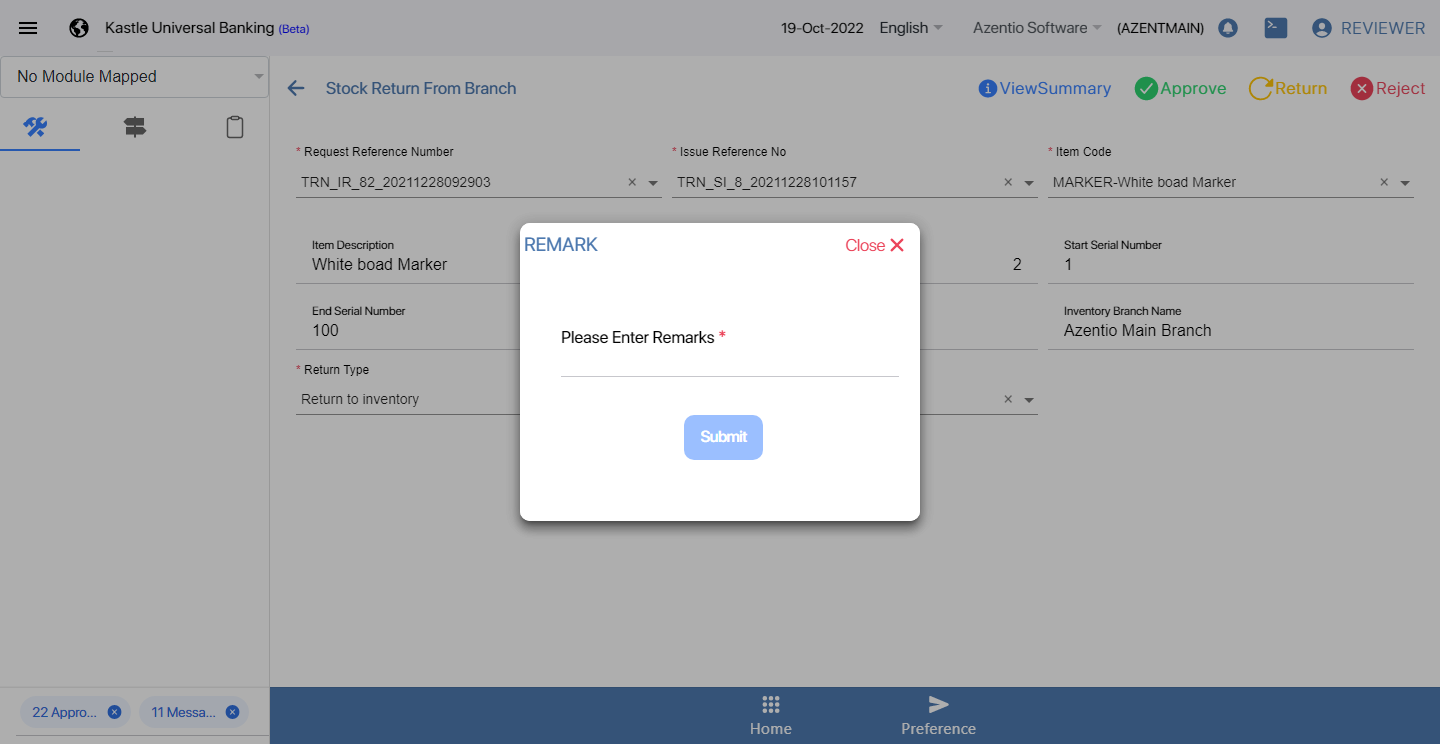 Kastle Universal Banking (Beta)
19-Oct-2022
English
Azentio Software
(AZENTMAIN)
REVIEWER
No Module Mapped
Stock Return From Branch
ViewSummary
Approve
Return
Reject
* Request Reference Number
* Issue Reference No
* Item Code
TRN_IR_82_20211228092903
TRN_SI_8_20211228101157
MARKER-White boad Marker
REMARK
Close
Item Description
Start Serial Number
White boad Marker
2
1
End Serial Number
Inventory Branch Name
100
Azentio Main Branch
Please Enter Remarks *
* Return Type
Return to inventory
Submit
22 Appro...
11 Messa...
Home
Preference